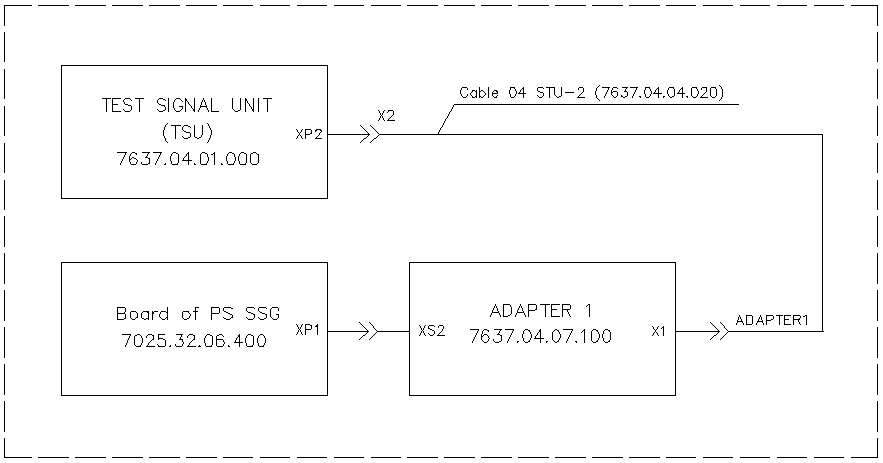 Cable 04 STU-2 (7637.04.04.020)
TEST SIGNAL UNIT
(TSU)
7637.04.01.000
XP2
X2
Board of PS SSG
7025.32.06.400
XP1
XS2
ADAPTER 1
7637.04.07.100
X1
ADAPTER1